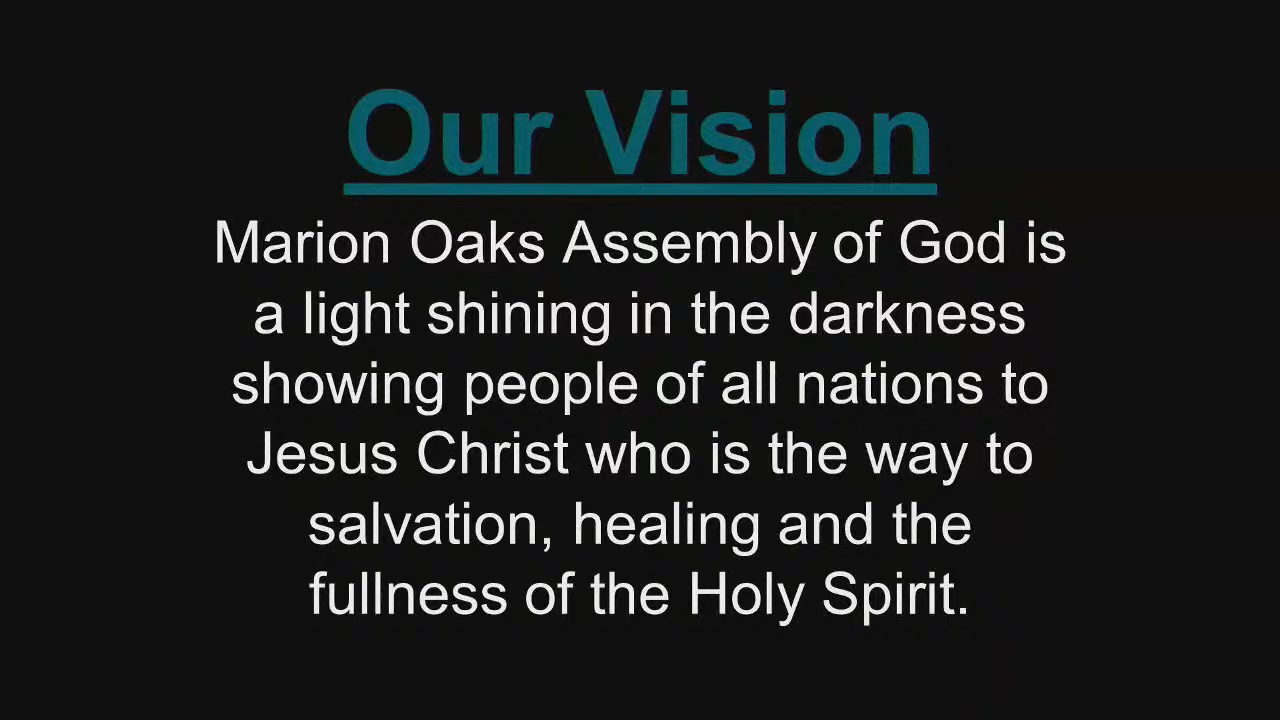 Our Vision
Marion Oaks Assembly of God is
a light shining in the darkness
showing people of all nations to
Jesus Christ who is the way to
salvation, healing and the
fullness of the Holy Spirit.